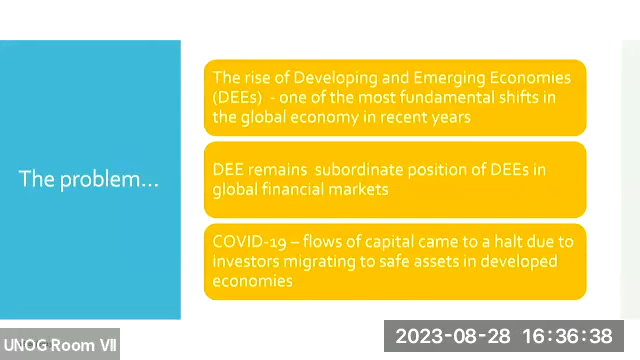 The problem...
The rise of Developing and Emerging Economies
(DEEs) - one of the most fundamental shifts in
the global economy in recent years
DEE remains subordinate position of DEEs in
global financial markets
COVID-19 – flows of capital came to a halt due to
investors migrating to safe assets in developed
economies
UNOG Room VII
2023-08-28 16:36:38